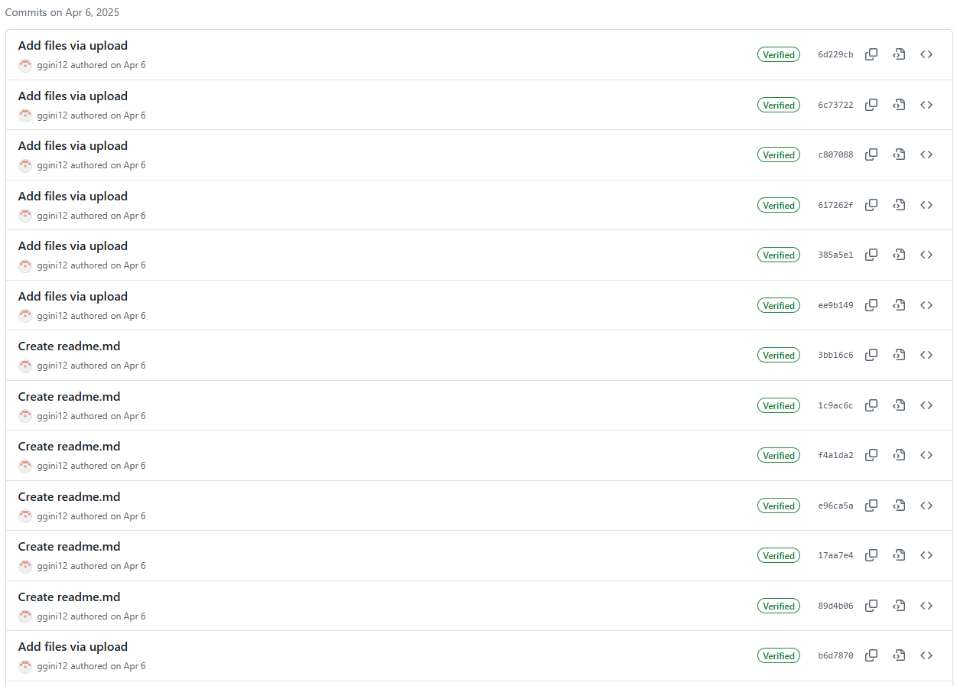 Commits on Apr 6, 2025
Add files via upload
ggini12 authored on Apr 6
Verified
6d229cb
Add files via upload
ggini12 authored on Apr 6
Verified
6c73722
Add files via upload
ggini12 authored on Apr 6
Verified
c807088
Add files via upload
ggini12 authored on Apr 6
Verified
617262f
Add files via upload
ggini12 authored on Apr 6
Verified
385a5e1
Add files via upload
ggini12 authored on Apr 6
Verified
ee9b149
Create readme.md
ggini12 authored on Apr 6
Verified
3bb16c6
Create readme.md
ggini12 authored on Apr 6
Verified
1c9ac6c
Create readme.md
ggini12 authored on Apr 6
Verified
f4a1da2
Create readme.md
ggini12 authored on Apr 6
Verified
e96ca5a
Create readme.md
ggini12 authored on Apr 6
Verified
17aa7e4
Create readme.md
ggini12 authored on Apr 6
Verified
89d4b06
Add files via upload
ggini12 authored on Apr 6
Verified
b6d7870